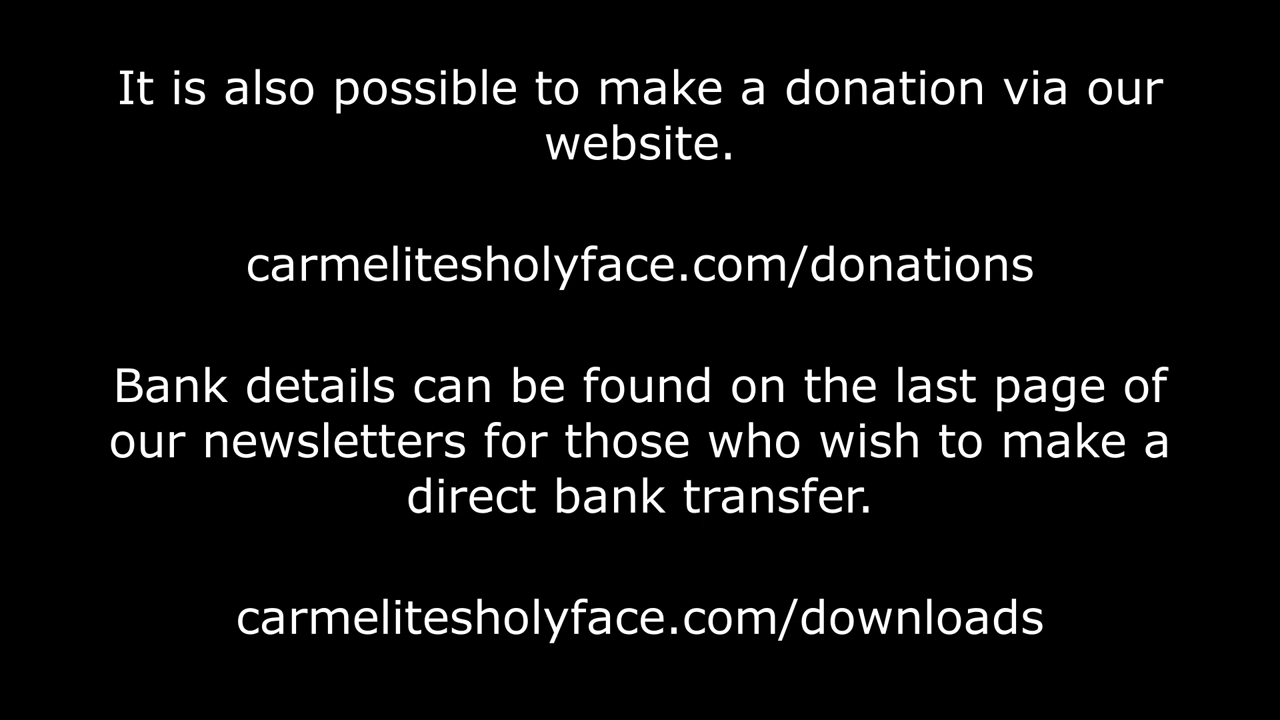 It is also possible to make a donation via our
website.
carmelitesholyface.com/donations
Bank details can be found on the last page of
our newsletters for those who wish to make a
direct bank transfer.
carmelitesholyface.com/downloads